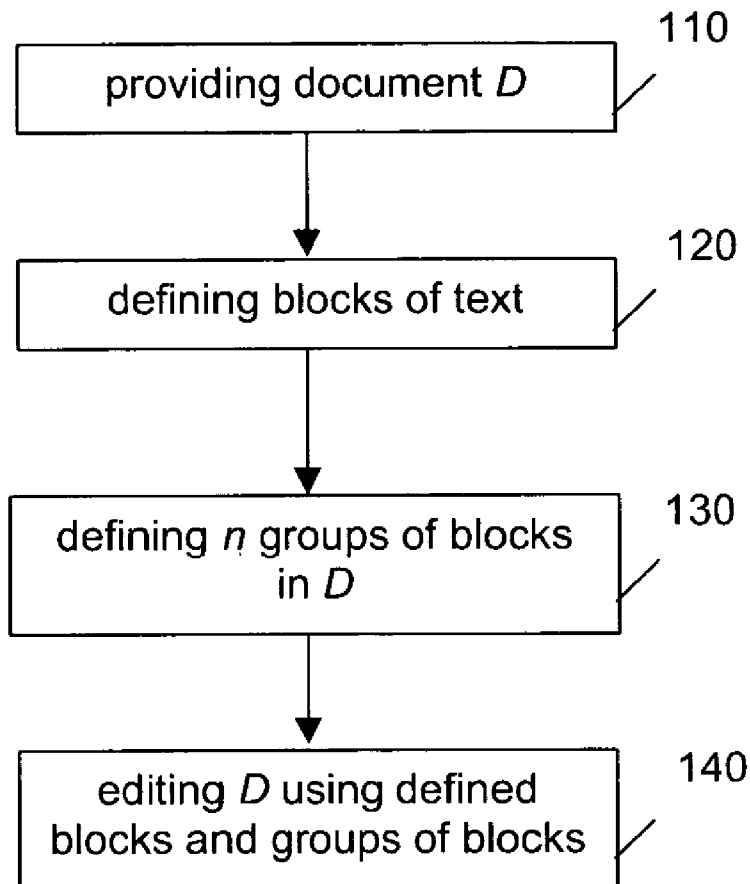 110
providing document D
120
defining blocks of text
130
defining n groups of blocks
in D
140
editing D using defined
blocks and groups of blocks